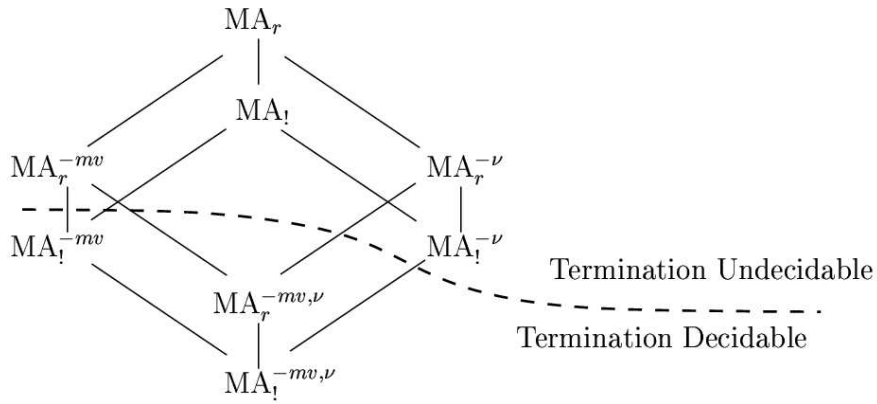 MA_r
MA_!
MA_r^{-mv} MA_r^{-ν}
MA_!^{-mv} MA_!^{-ν}
Termination Undecidable
MA_r^{-mv,ν}
Termination Decidable
MA_!^{-mv,ν}